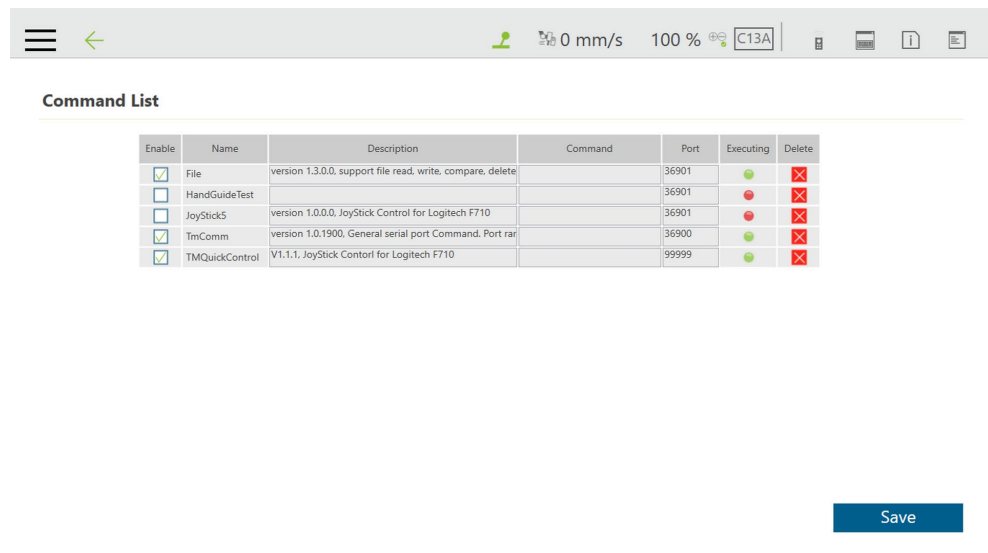 0 mm/s 100 % C13A
Command List
Enable Name Description Command Port Executing Delete
File version 1.3.0.0, support file read, write, compare, delete 36901
HandGuideTest 36901
JoyStickS version 1.0.0.0, JoyStick Control for Logitech F710 36901
TmComm version 1.0.1900, General serial port Command. Port rar 36900
TMQuickControl V1.1.1, JoyStick Contorl for Logitech F710 99999
Save